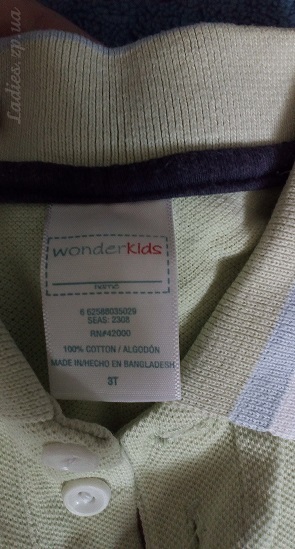 Ladies.zp.ua
wonderkids
name
6 62588035029
SEAS: 2308
RN#42000
100% COTTON / ALGODÓN
MADE IN/HECHO EN BANGLADESH
3T